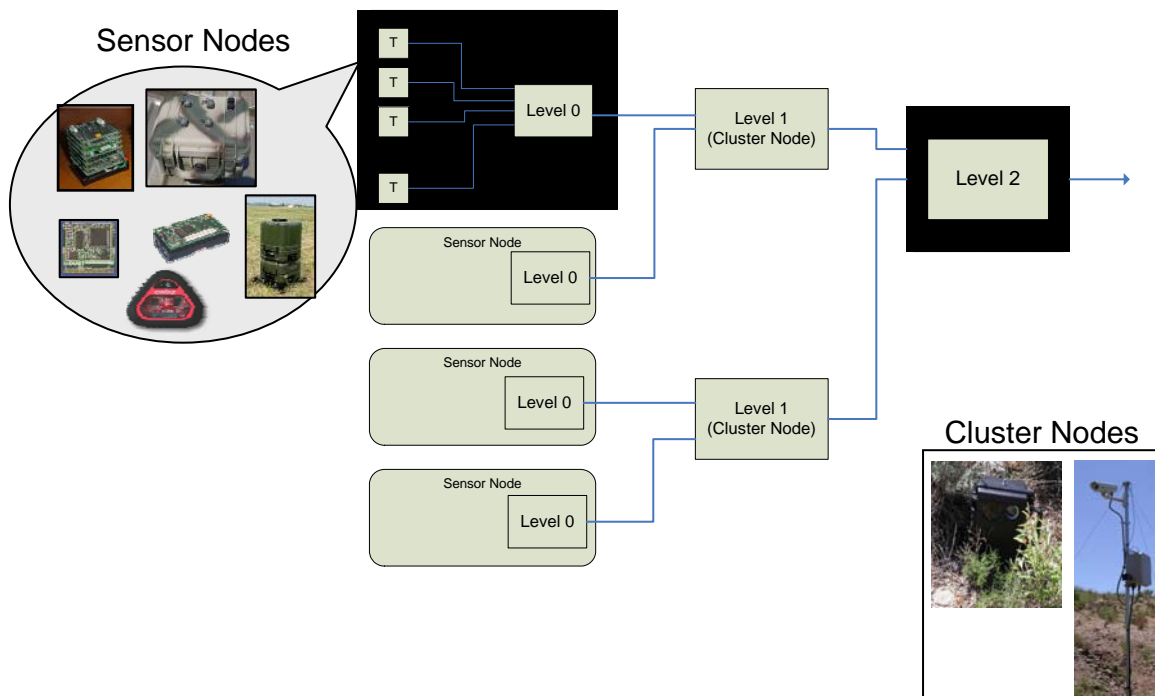 Sensor Nodes
T
T
T
T
Level 0
Level 1
(Cluster Node)
Level 2
Sensor Node
Level 0
Sensor Node
Level 0
Level 1
(Cluster Node)
Sensor Node
Level 0
Cluster Nodes